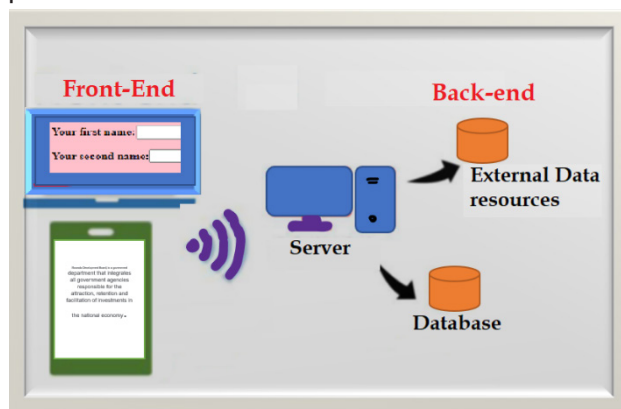 Front-End
Back-end
Your first name:
Your second name:
External Data
resources
Server
department that integrates
all government agencies
responsible for the
attraction, retention and
facilitation of investments in
the national economy.
Database